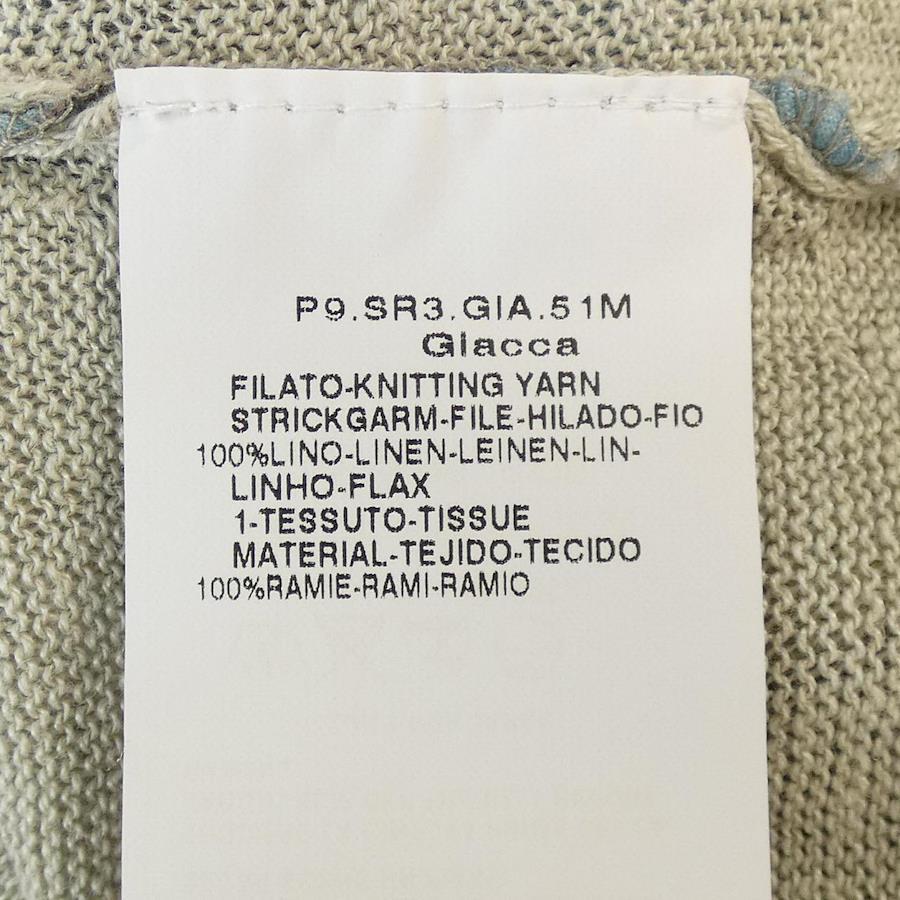 P9.SR3.GIA.51M
Giacca
FILATO-KNITTING YARN
STRICKGARM-FILE-HILADO-FIO
100%LINO-LINEN-LEINEN-LIN-
LINHO-FLAX
1-TESSUTO-TISSUE
MATERIAL-TEJIDO-TECIDO
100%RAMIE-RAMI-RAMIO